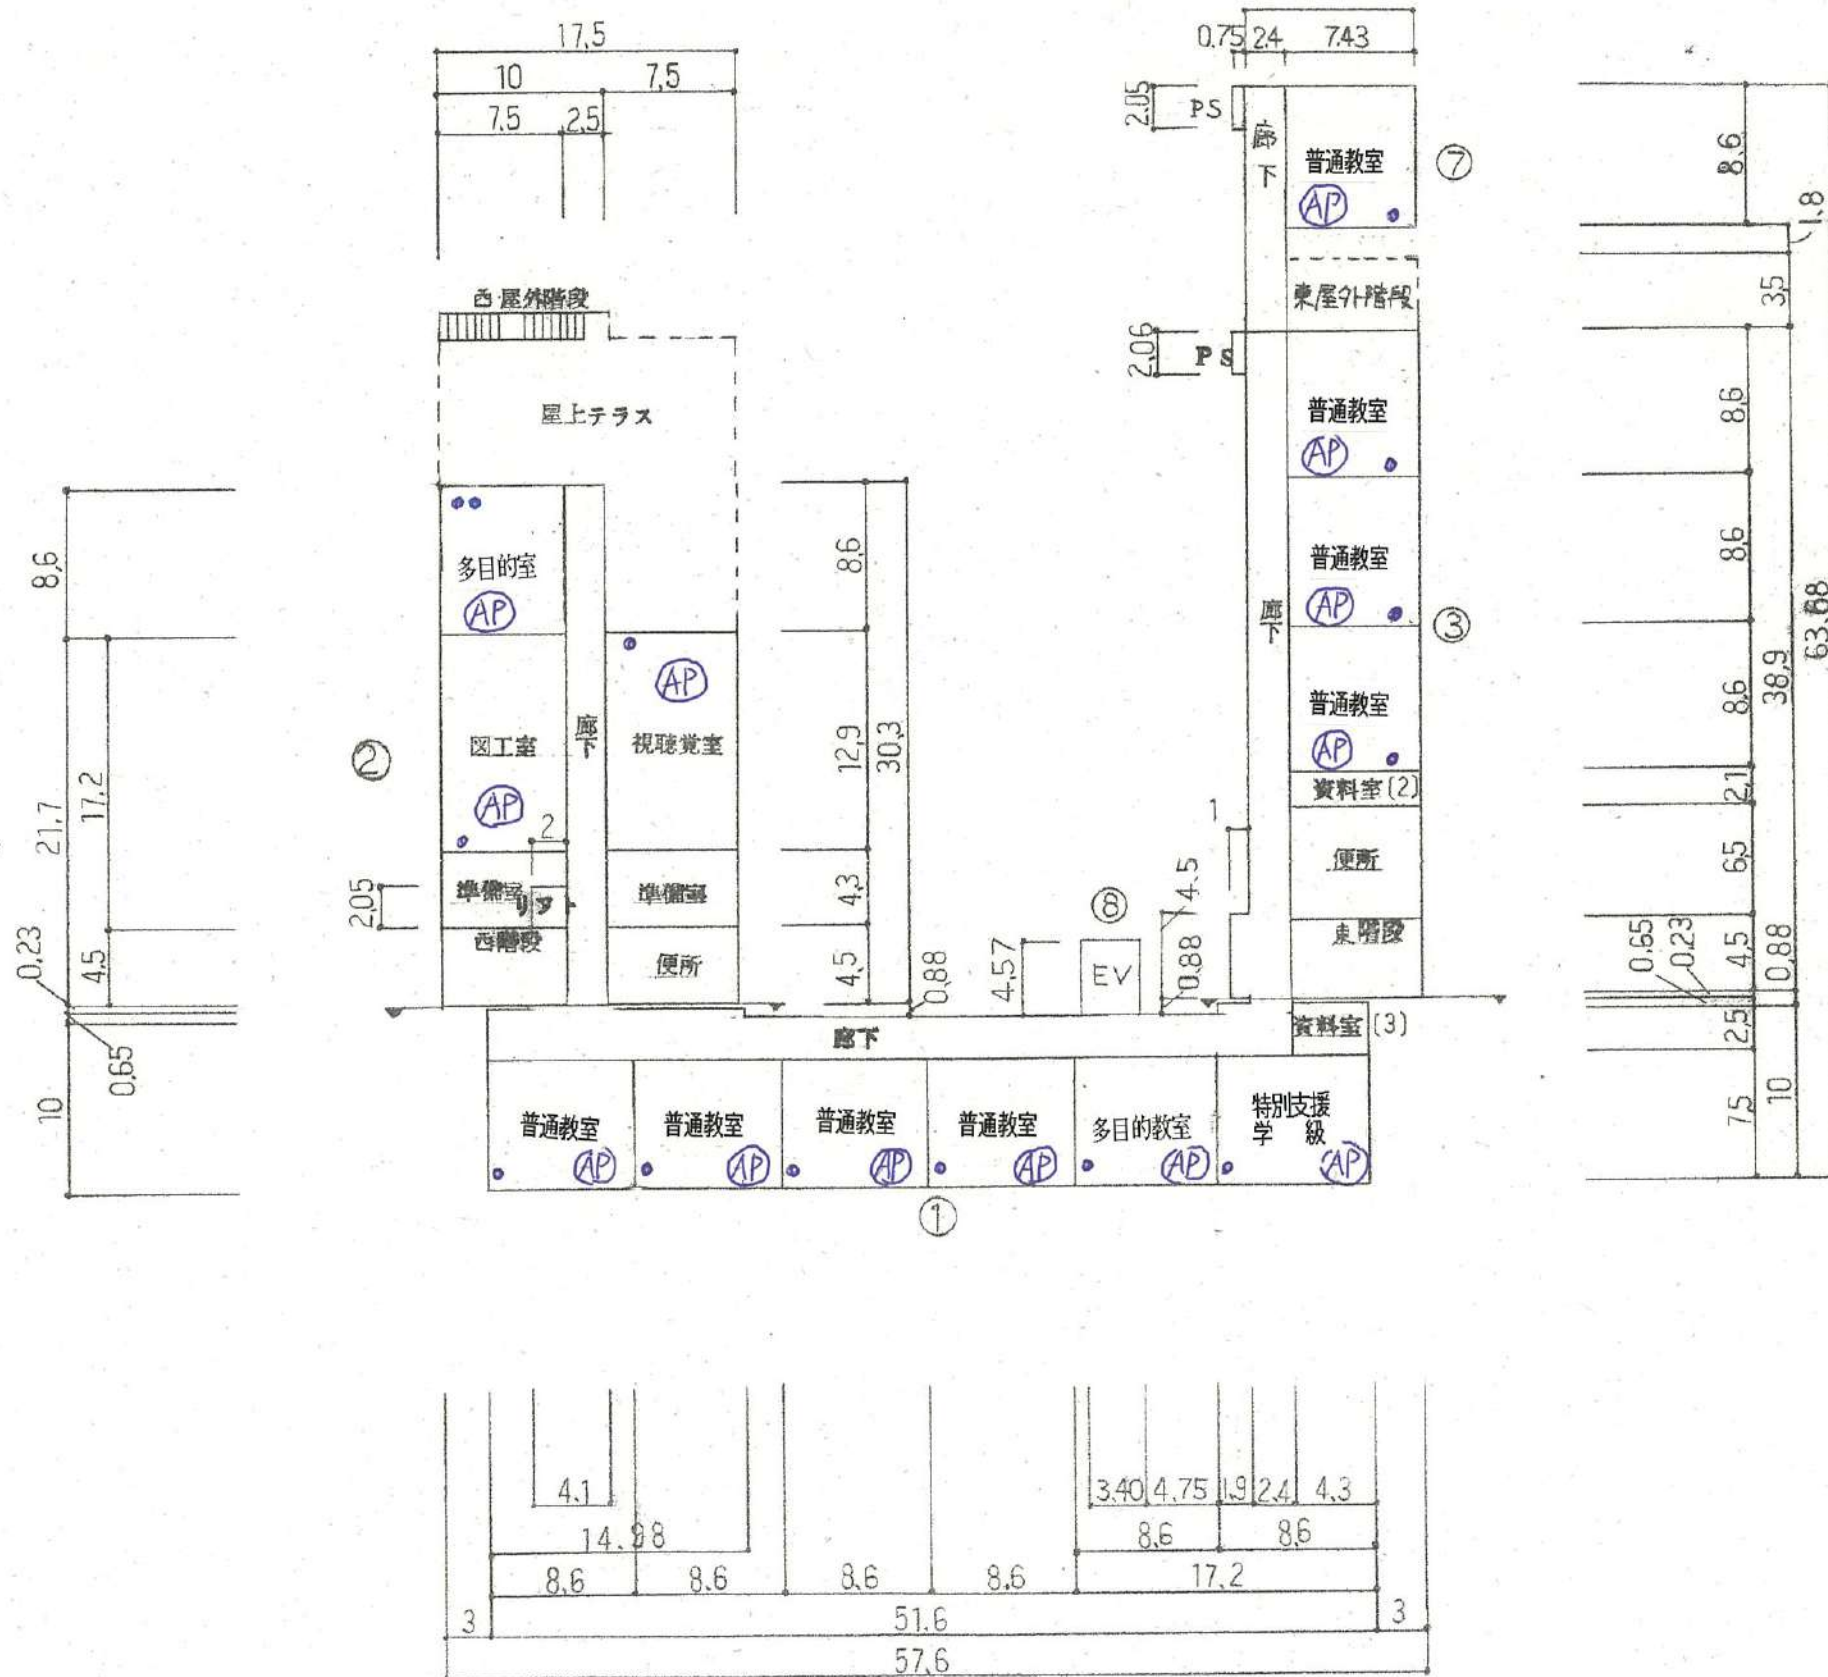 17.5
10
7.5
7.5
2.5
0.75
2.4
7.43
2.05
PS
廊下
普通教室
AP
⑦
8.6
1.8
西屋外階段
東屋外階段
3.5
屋上テラス
2.06
PS
普通教室
AP
8.6
8.6
多目的室
AP
8.6
廊下
普通教室
AP
③
8.6
63.68
38.9
②
21.7
17.2
図工室
AP
2
廊下
AP
視聴覚室
12.9
30.3
普通教室
AP
8.6
資料室(2)
2.1
1
便所
6.5
2.05
準備室
リフト
準備室
4.3
⑧
4.5
東階段
0.23
4.5
西階段
便所
4.5
0.88
4.57
EV
0.88
0.65
0.23
4.5
0.88
0.65
廊下
資料室(3)
2.5
10
普通教室
AP
普通教室
AP
普通教室
AP
普通教室
AP
多目的教室
AP
特別支援
学級
AP
7.5
10
①
4.1
3.40
4.75
1.9
2.4
4.3
14.98
8.6
8.6
8.6
8.6
8.6
8.6
17.2
3
51.6
3
57.6